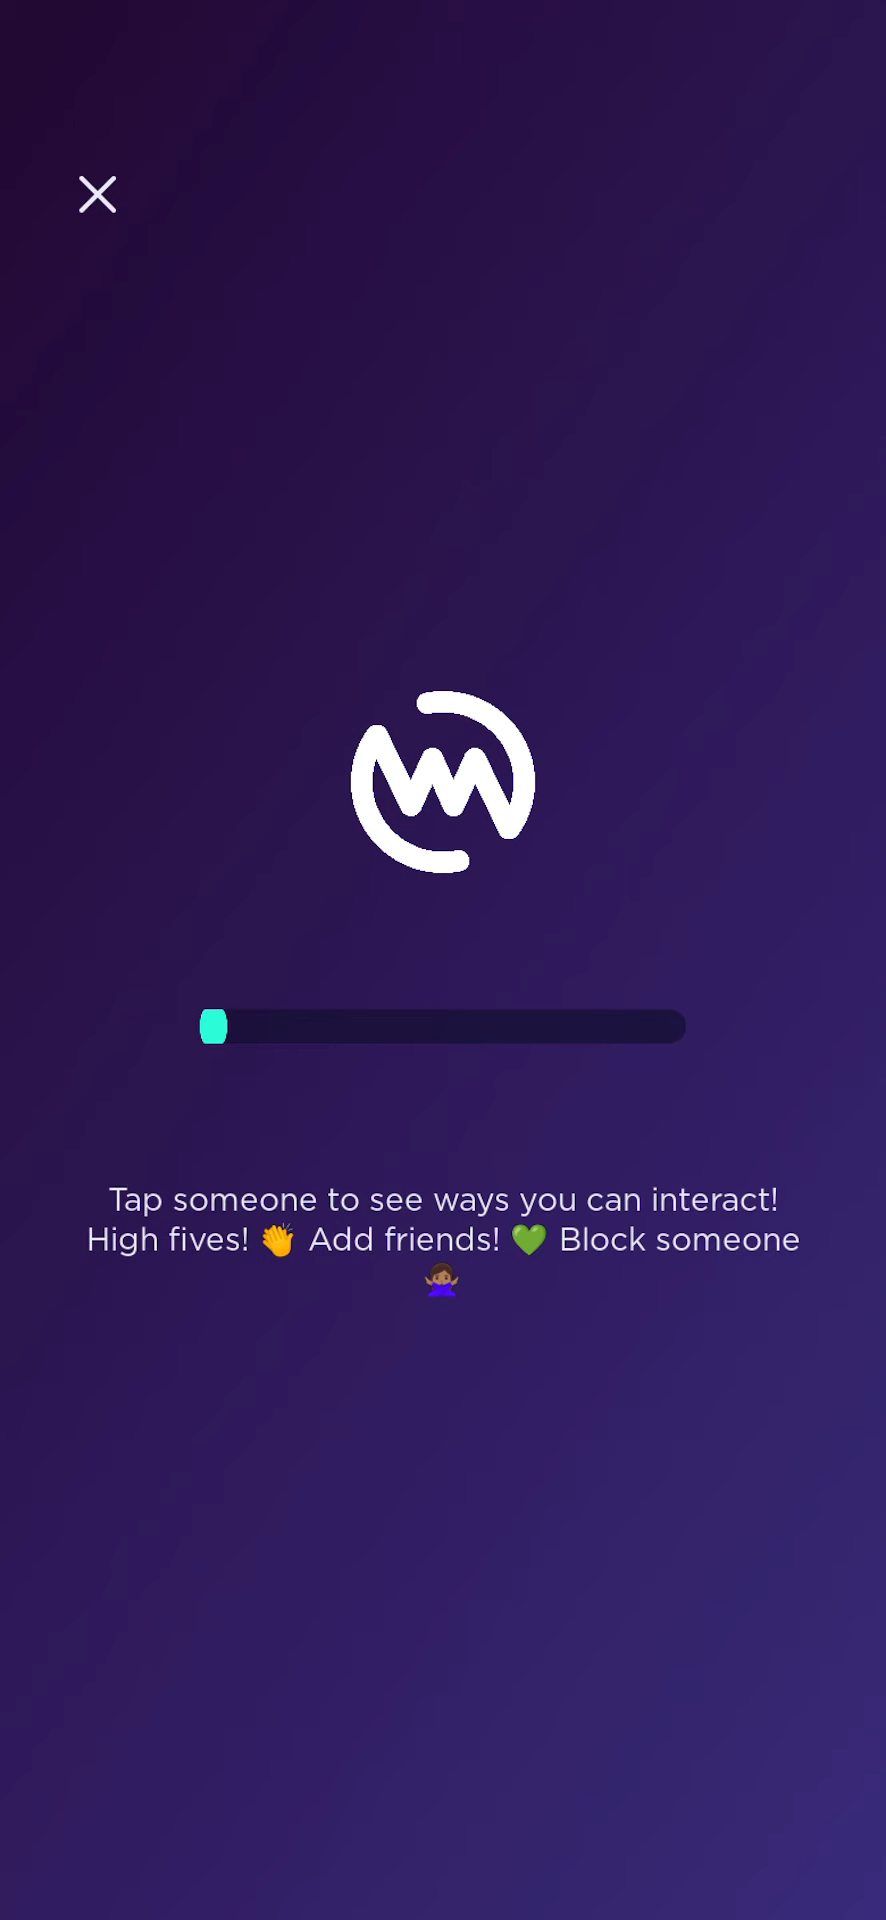 Tap someone to see ways you can interact!
High fives! 👏 Add friends! 💚 Block someone
🙅🏽‍♀️